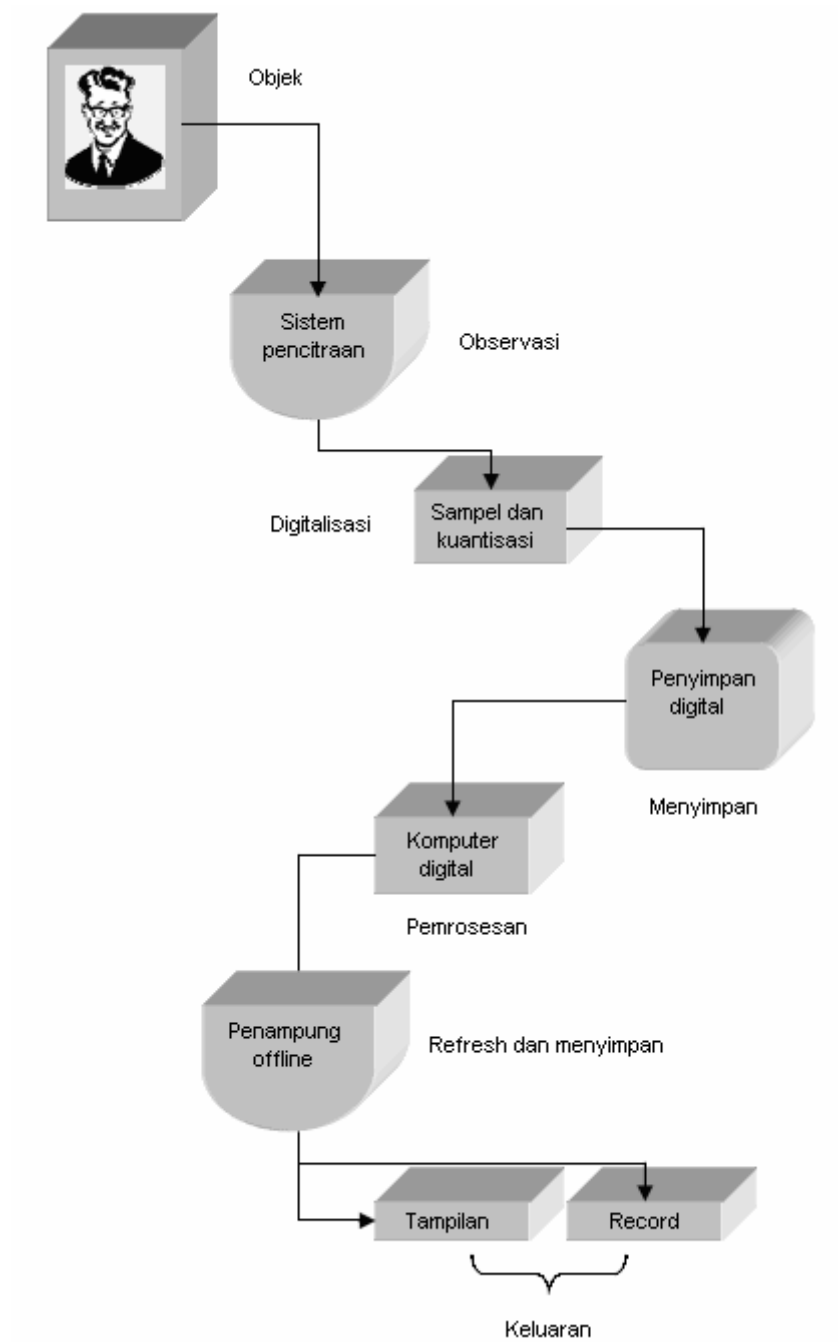 Objek
Sistem
pencitraan
Observasi
Digitalisasi
Sampel dan
kuantisasi
Penyimpan
digital
Menyimpan
Komputer
digital
Pemrosesan
Penampung
offline
Refresh dan menyimpan
Tampilan
Record
Keluaran